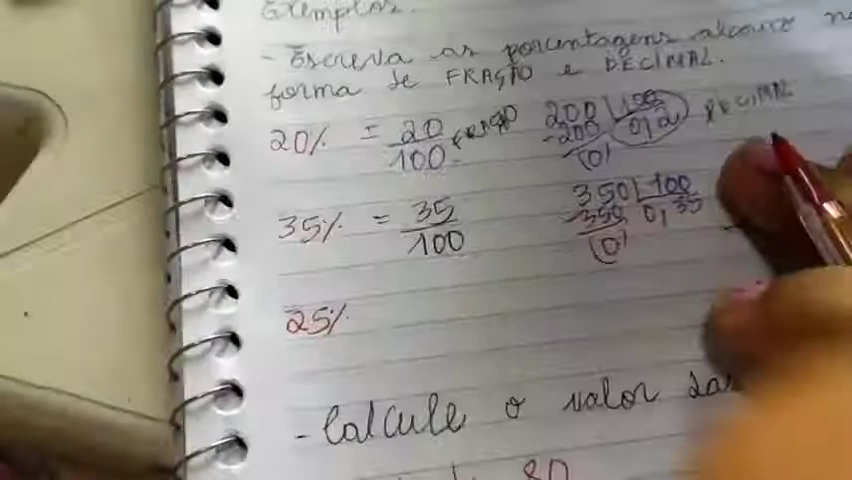 Exemplos.
- Escreva as porcentagens abaixo na
forma de FRAÇÃO e DECIMAL.
20% = 20/100 FRAÇÃO 200 100 -200 0,2 (0) DECIMAL
35% = 35/100 350 100 -350 0,35 (0)
25%
- Calcule o valor das
80